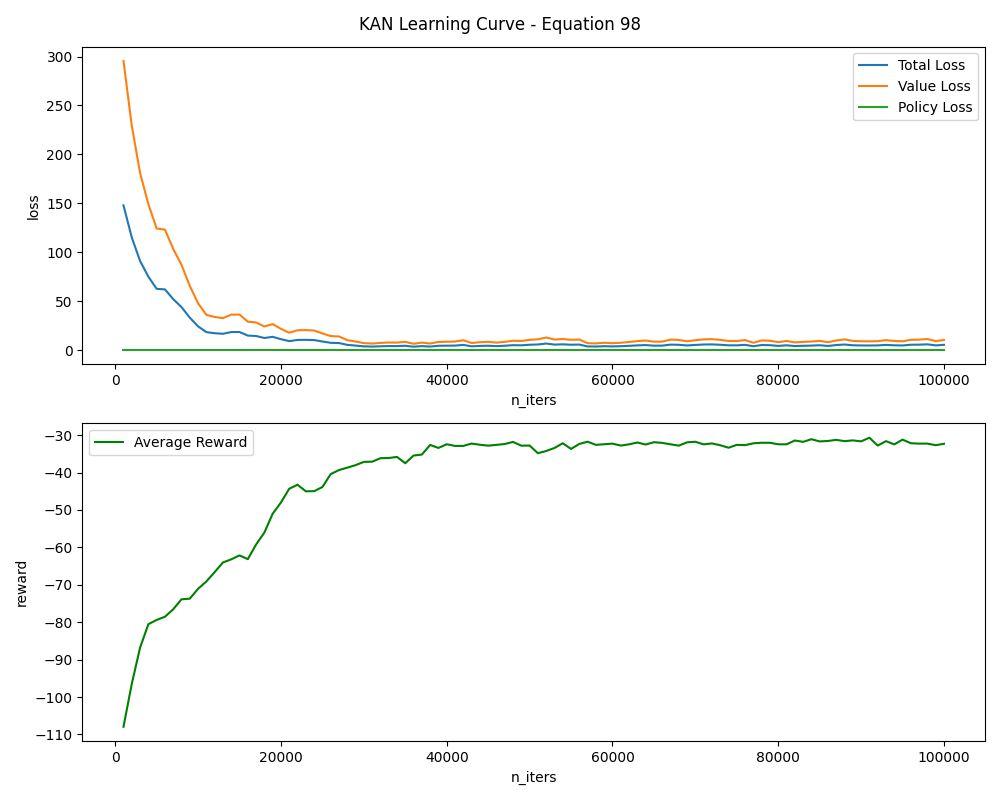 KAN Learning Curve - Equation 98
300
250
200
150
100
50
0
loss
Total Loss
Value Loss
Policy Loss
0 20000 40000 60000 80000 100000
n_iters
−30
−40
−50
−60
−70
−80
−90
−100
−110
reward
Average Reward
0 20000 40000 60000 80000 100000
n_iters